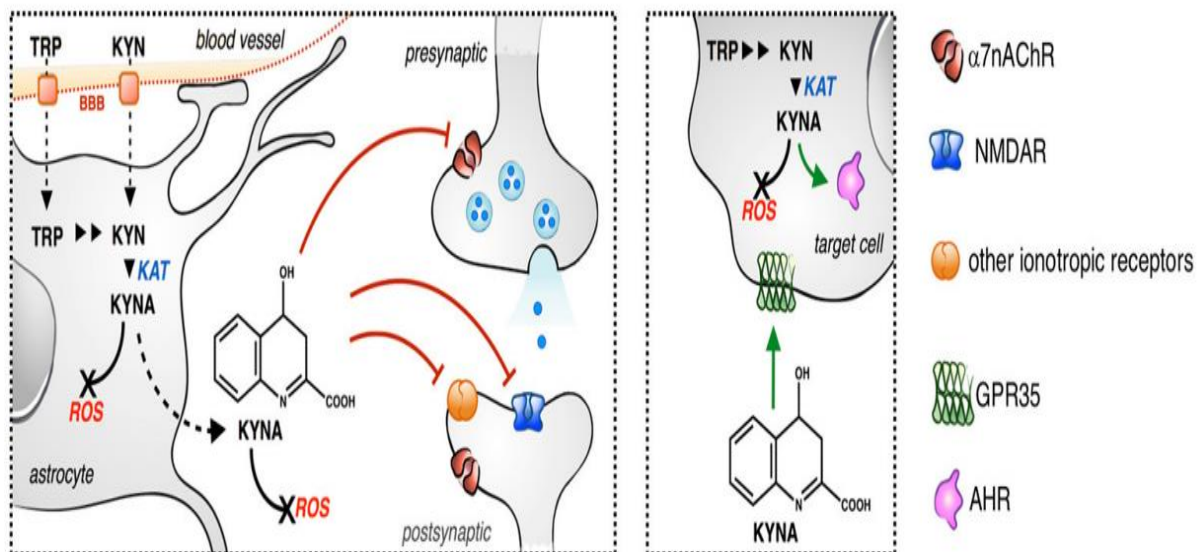 TRP KYN
blood vessel
BBB
TRP ▶▶ KYN
KAT
KYNA
ROS
astrocyte
OH
N
COOH
KYNA
ROS
presynaptic
postsynaptic
TRP ▶▶ KYN
KAT
KYNA
ROS
target cell
OH
N
COOH
KYNA
α7nAChR
NMDAR
other ionotropic receptors
GPR35
AHR